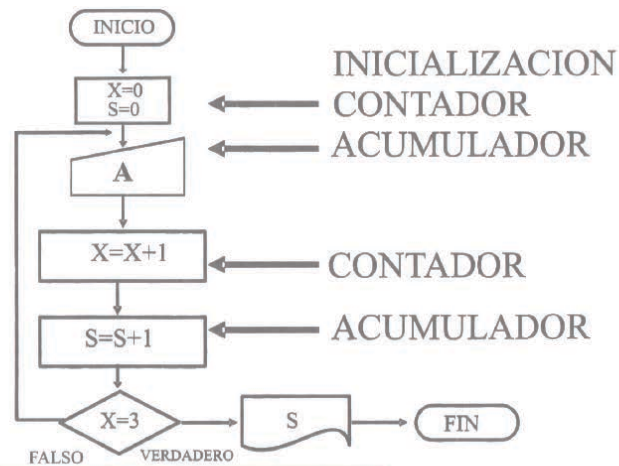 INICIO
INICIALIZACION
X=0
S=0
CONTADOR
ACUMULADOR
A
X=X+1
CONTADOR
S=S+1
ACUMULADOR
X=3
S
FIN
FALSO
VERDADERO